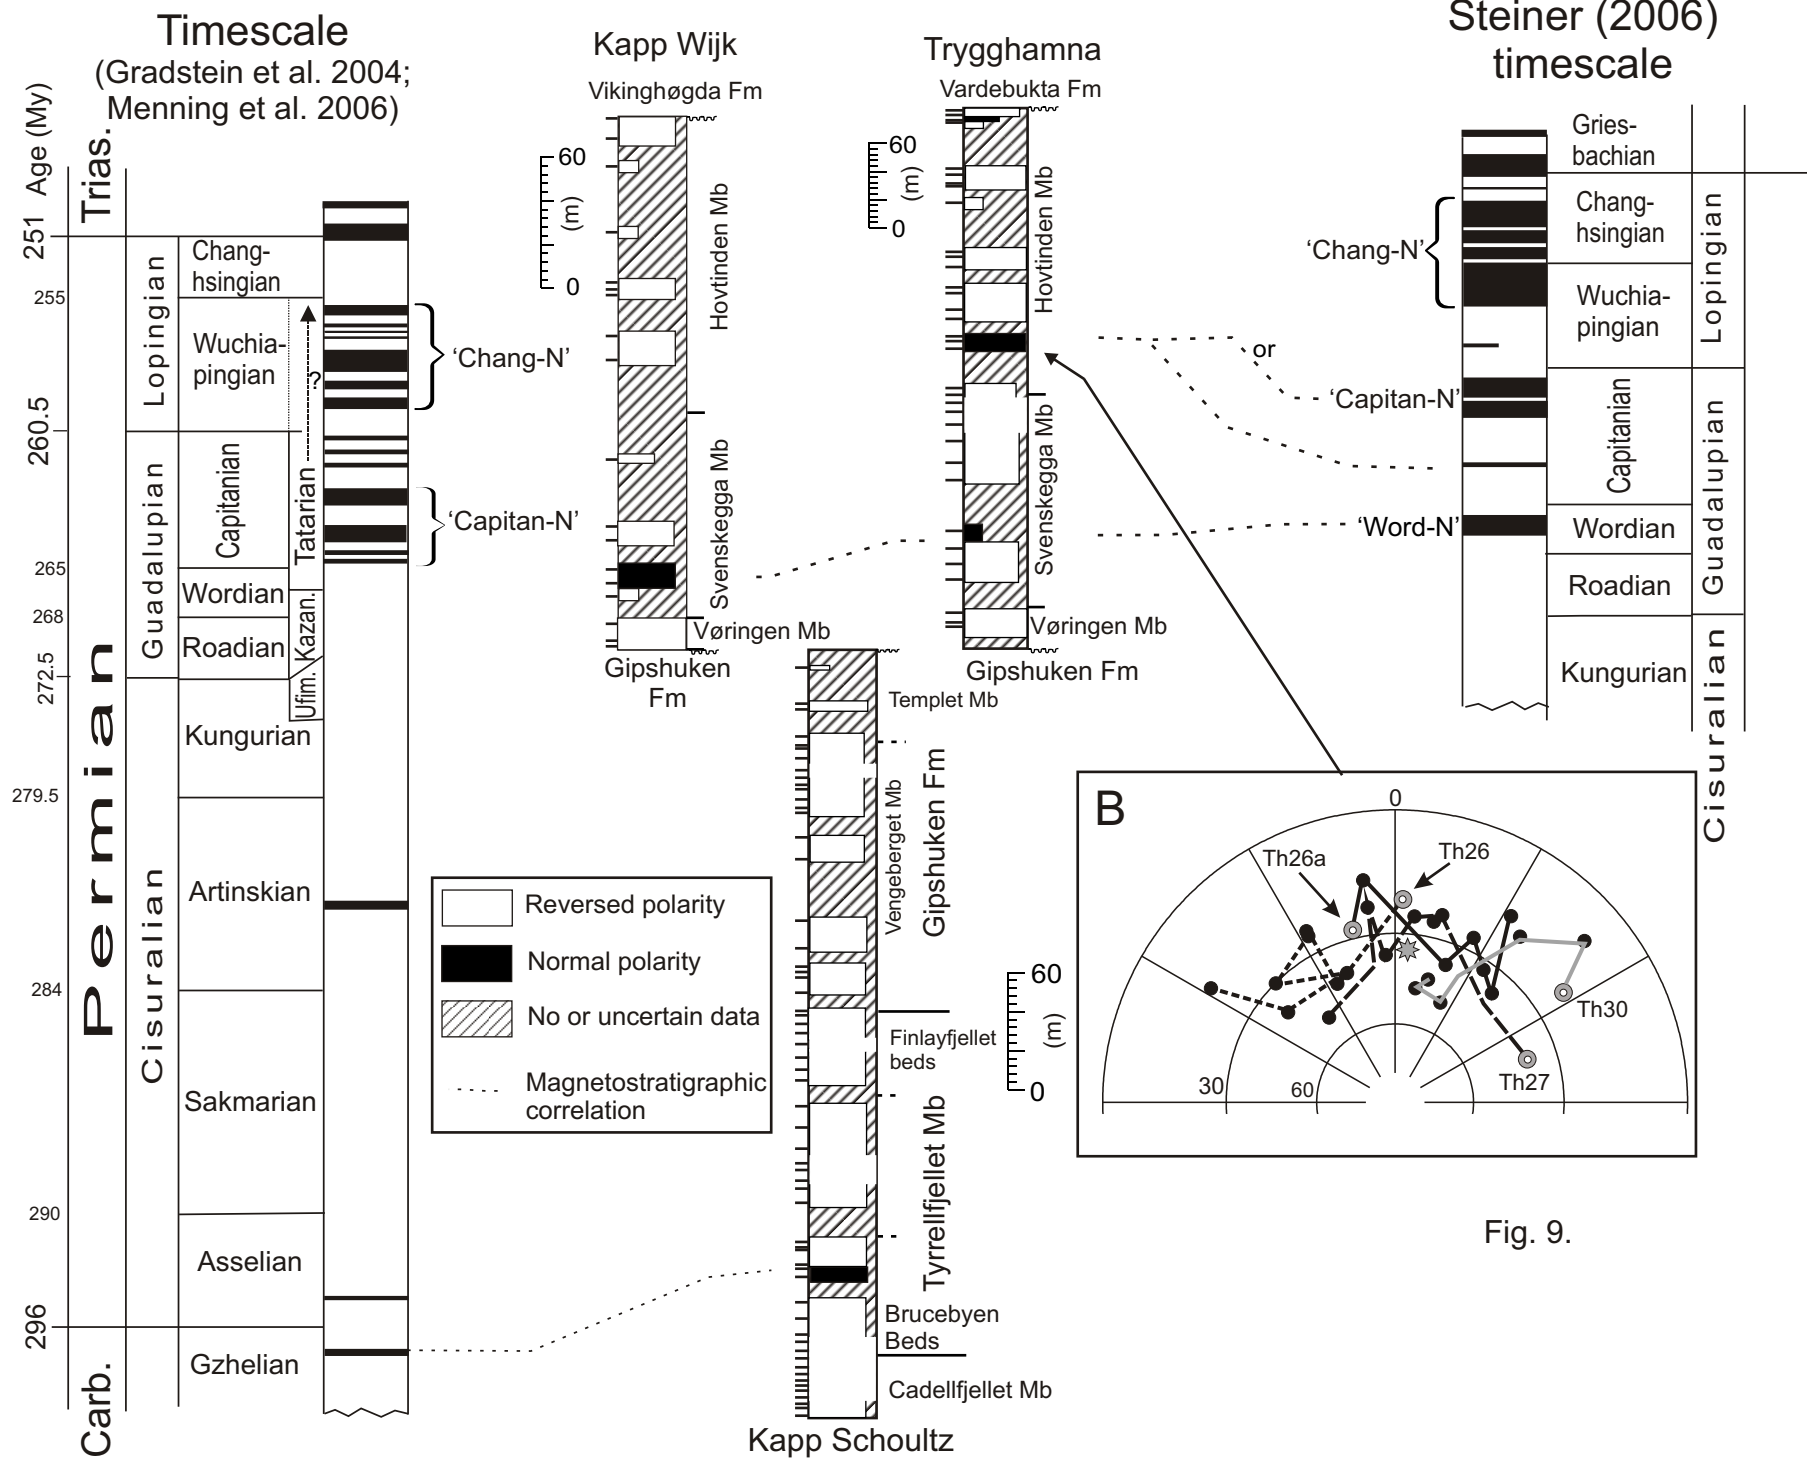 Timescale
(Gradstein et al. 2004;
Menning et al. 2006)
Age (My)
Trias.
251
255
260.5
265
268
272.5
279.5
284
290
296
Permian
Carb.
Lopingian
Guadalupian
Cisuralian
Chang-
hsingian
Wuchia-
pingian
Capitanian
Wordian
Roadian
Kungurian
Artinskian
Sakmarian
Asselian
Gzhelian
?
Tatarian
Kazan.
Ufim.
‘Chang-N’
‘Capitan-N’
Kapp Wijk
Vikinghøgda Fm
60
(m)
0
Hovtinden Mb
Svenskegga Mb
Vøringen Mb
Gipshuken
Fm
Trygghamna
Vardebukta Fm
60
(m)
0
Hovtinden Mb
Svenskegga Mb
Vøringen Mb
Gipshuken Fm
Templet Mb
Vengeberget Mb
Gipshuken Fm
Finlayfjellet
beds
Tyrrellfjellet Mb
Brucebyen
Beds
Cadellfjellet Mb
Kapp Schoultz
60
(m)
0
Reversed polarity
Normal polarity
No or uncertain data
Magnetostratigraphic
correlation
Steiner (2006)
timescale
Gries-
bachian
Chang-
hsingian
Wuchia-
pingian
Capitanian
Wordian
Roadian
Kungurian
Lopingian
Guadalupian
Cisuralian
‘Chang-N’
or
‘Capitan-N’
‘Word-N’
B
0
Th26a
Th26
Th30
Th27
30
60
Fig. 9.